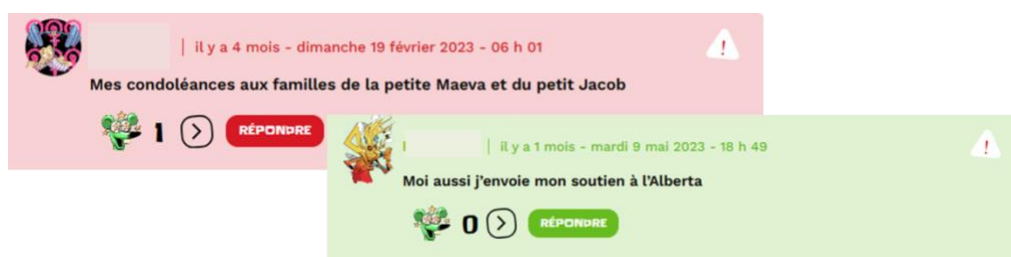 il y a 4 mois - dimanche 19 février 2023 - 06 h 01
Mes condoléances aux familles de la petite Maeva et du petit Jacob
1 RÉPONDRE
il y a 1 mois - mardi 9 mai 2023 - 18 h 49
Moi aussi j'envoie mon soutien à l'Alberta
0 RÉPONDRE